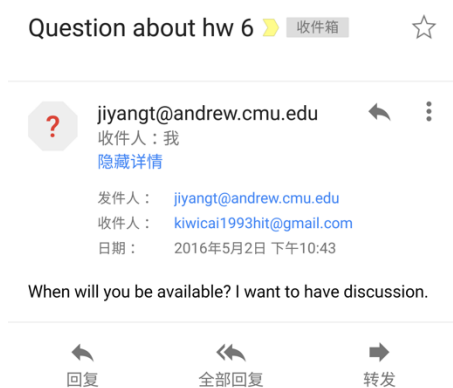 Question about hw 6 收件箱
?
jiyangt@andrew.cmu.edu
收件人：我
隐藏详情
发件人： jiyangt@andrew.cmu.edu
收件人： kiwicai1993hit@gmail.com
日期： 2016年5月2日 下午10:43
When will you be available? I want to have discussion.
回复 全部回复 转发